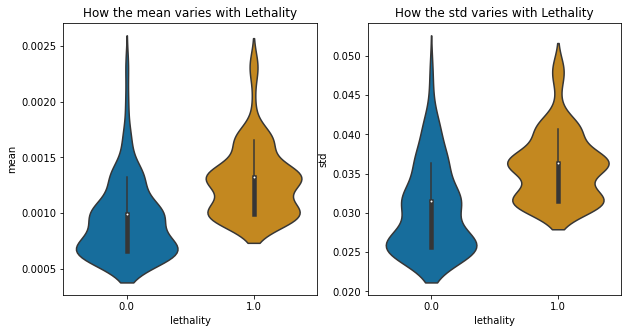 How the mean varies with Lethality
0.0025
0.0020
0.0015
0.0010
0.0005
mean
0.0
1.0
lethality
How the std varies with Lethality
0.050
0.045
0.040
0.035
0.030
0.025
0.020
std
0.0
1.0
lethality